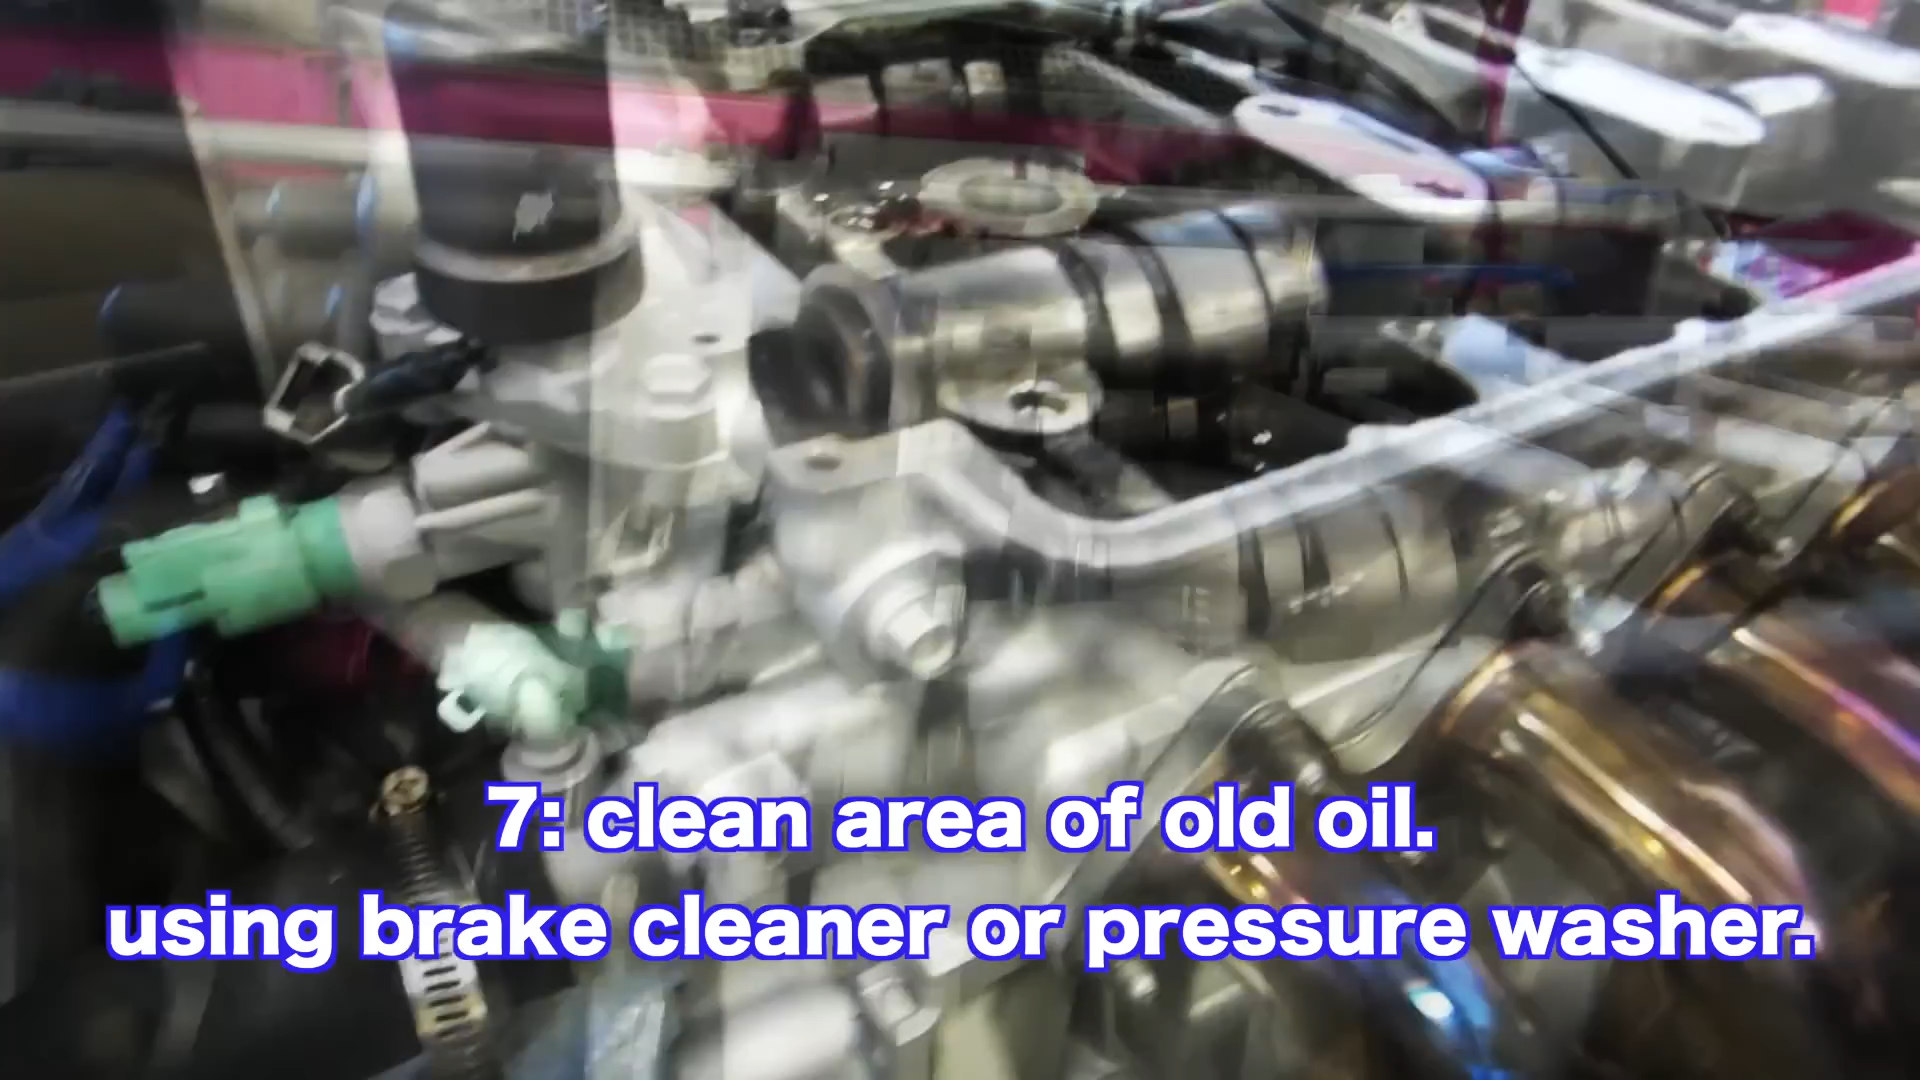 7: clean area of old oil.
using brake cleaner or pressure washer.